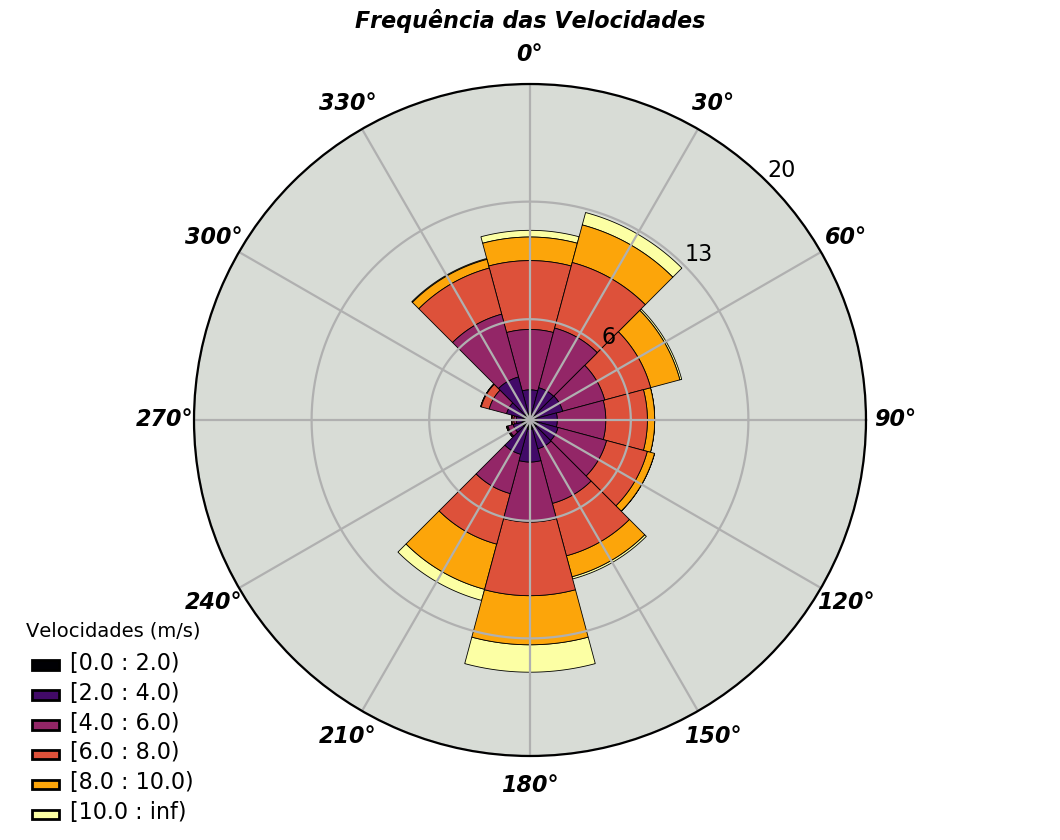 Frequência das Velocidades
0°
330°
30°
20
300°
60°
13
6
270°
90°
240°
120°
210°
150°
180°
Velocidades (m/s)
[0.0 : 2.0)
[2.0 : 4.0)
[4.0 : 6.0)
[6.0 : 8.0)
[8.0 : 10.0)
[10.0 : inf)